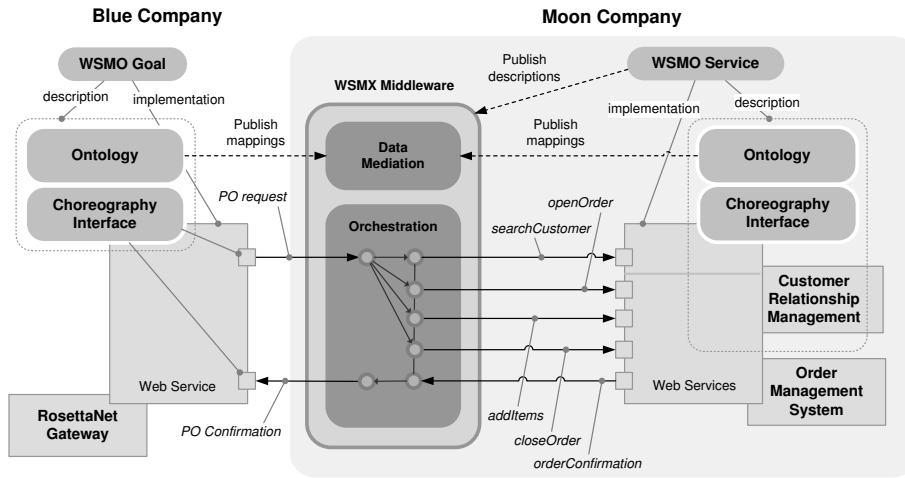 Blue Company
Moon Company
WSMO Goal
WSMO Service
Publish
descriptions
WSMX Middleware
description
implementation
implementation
description
Publish
mappings
Publish
mappings
Ontology
Data
Mediation
Ontology
Choreography
Interface
PO request
openOrder
Choreography
Interface
Orchestration
searchCustomer
Customer
Relationship
Management
Web Service
Web Services
Order
Management
System
RosettaNet
Gateway
PO Confirmation
addItems
closeOrder
orderConfirmation